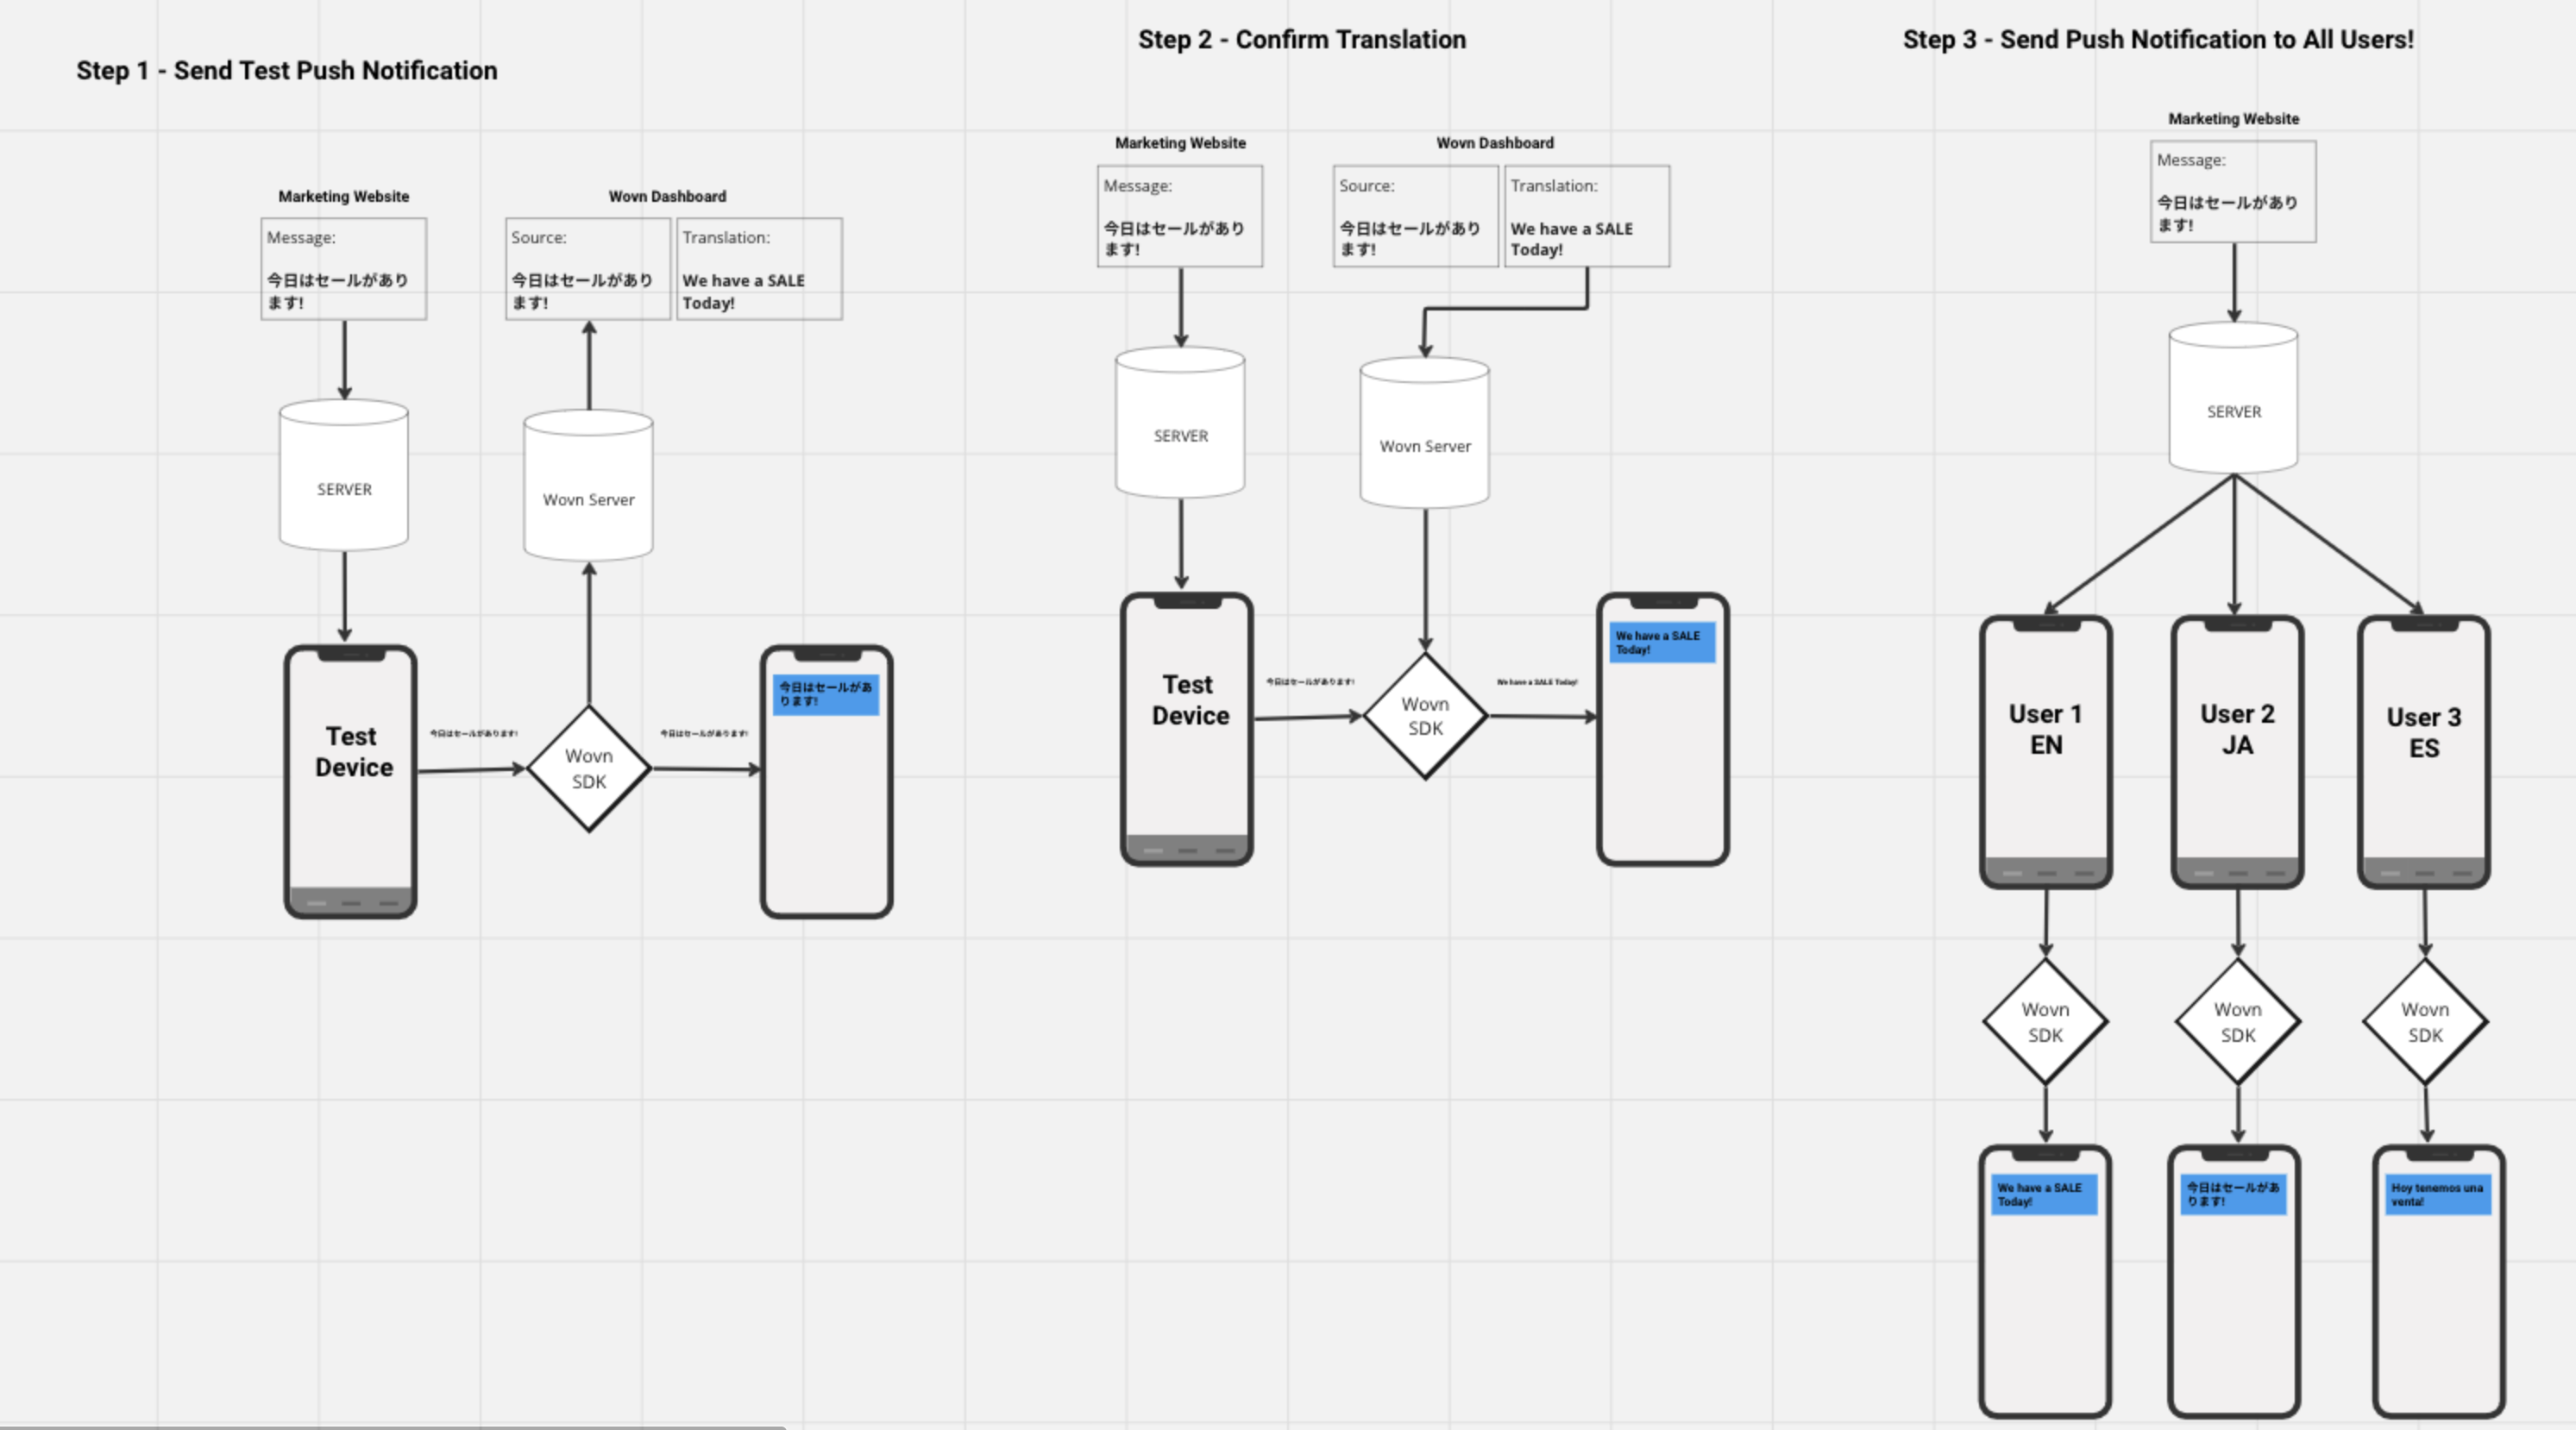 Step 1 - Send Test Push Notification
Marketing Website
Message:
今日はセールがあり
ます!
Wovn Dashboard
Source:
今日はセールがあり
ます!
Translation:
We have a SALE
Today!
SERVER
Wovn Server
Test
Device
今日はセールがあります!
Wovn
SDK
今日はセールがあります!
今日はセールがあ
ります!
Step 2 - Confirm Translation
Marketing Website
Message:
今日はセールがあり
ます!
Wovn Dashboard
Source:
今日はセールがあり
ます!
Translation:
We have a SALE
Today!
SERVER
Wovn Server
Test
Device
今日はセールがあります!
Wovn
SDK
We have a SALE Today!
We have a SALE
Today!
Step 3 - Send Push Notification to All Users!
Marketing Website
Message:
今日はセールがあり
ます!
SERVER
User 1
EN
User 2
JA
User 3
ES
Wovn
SDK
Wovn
SDK
Wovn
SDK
We have a SALE
Today!
今日はセールがあ
ります!
Hoy tenemos una
venta!